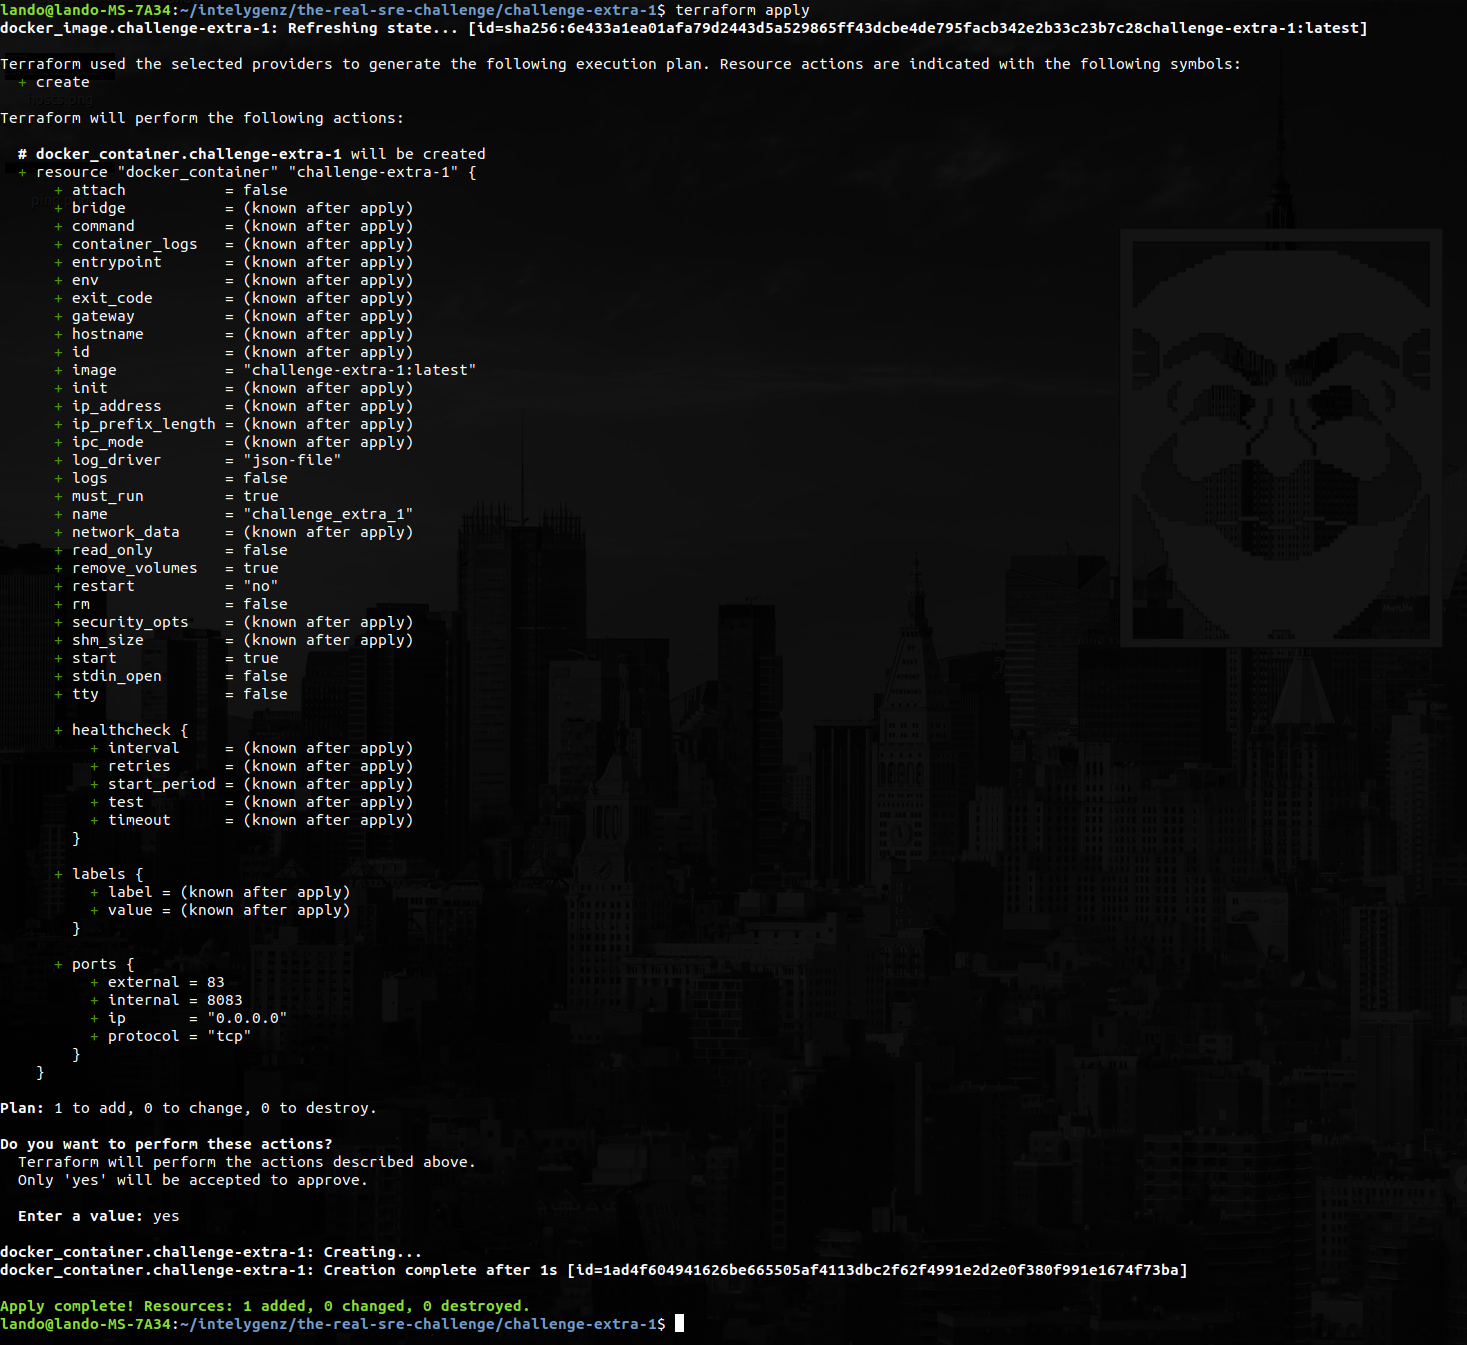 lando@lando-MS-7A34:~/intelygenz/the-real-sre-challenge/challenge-extra-1$ terraform apply
docker_image.challenge-extra-1: Refreshing state... [id=sha256:6e433a1ea01afa79d2443d5a529865ff43dcbe4de795facb342e2b33c23b7c28challenge-extra-1:latest]

Terraform used the selected providers to generate the following execution plan. Resource actions are indicated with the following symbols:
  + create

Terraform will perform the following actions:

  # docker_container.challenge-extra-1 will be created
  + resource "docker_container" "challenge-extra-1" {
      + attach           = false
      + bridge           = (known after apply)
      + command          = (known after apply)
      + container_logs   = (known after apply)
      + entrypoint       = (known after apply)
      + env              = (known after apply)
      + exit_code        = (known after apply)
      + gateway          = (known after apply)
      + hostname         = (known after apply)
      + id               = (known after apply)
      + image            = "challenge-extra-1:latest"
      + init             = (known after apply)
      + ip_address       = (known after apply)
      + ip_prefix_length = (known after apply)
      + ipc_mode         = (known after apply)
      + log_driver       = "json-file"
      + logs             = false
      + must_run         = true
      + name             = "challenge_extra_1"
      + network_data     = (known after apply)
      + read_only        = false
      + remove_volumes   = true
      + restart          = "no"
      + rm               = false
      + security_opts    = (known after apply)
      + shm_size         = (known after apply)
      + start            = true
      + stdin_open       = false
      + tty              = false

      + healthcheck {
          + interval     = (known after apply)
          + retries      = (known after apply)
          + start_period = (known after apply)
          + test         = (known after apply)
          + timeout      = (known after apply)
        }

      + labels {
          + label = (known after apply)
          + value = (known after apply)
        }

      + ports {
          + external = 83
          + internal = 8083
          + ip       = "0.0.0.0"
          + protocol = "tcp"
        }
    }

Plan: 1 to add, 0 to change, 0 to destroy.

Do you want to perform these actions?
  Terraform will perform the actions described above.
  Only 'yes' will be accepted to approve.

  Enter a value: yes

docker_container.challenge-extra-1: Creating...
docker_container.challenge-extra-1: Creation complete after 1s [id=1ad4f604941626be665505af4113dbc2f62f4991e2d2e0f380f991e1674f73ba]

Apply complete! Resources: 1 added, 0 changed, 0 destroyed.
lando@lando-MS-7A34:~/intelygenz/the-real-sre-challenge/challenge-extra-1$